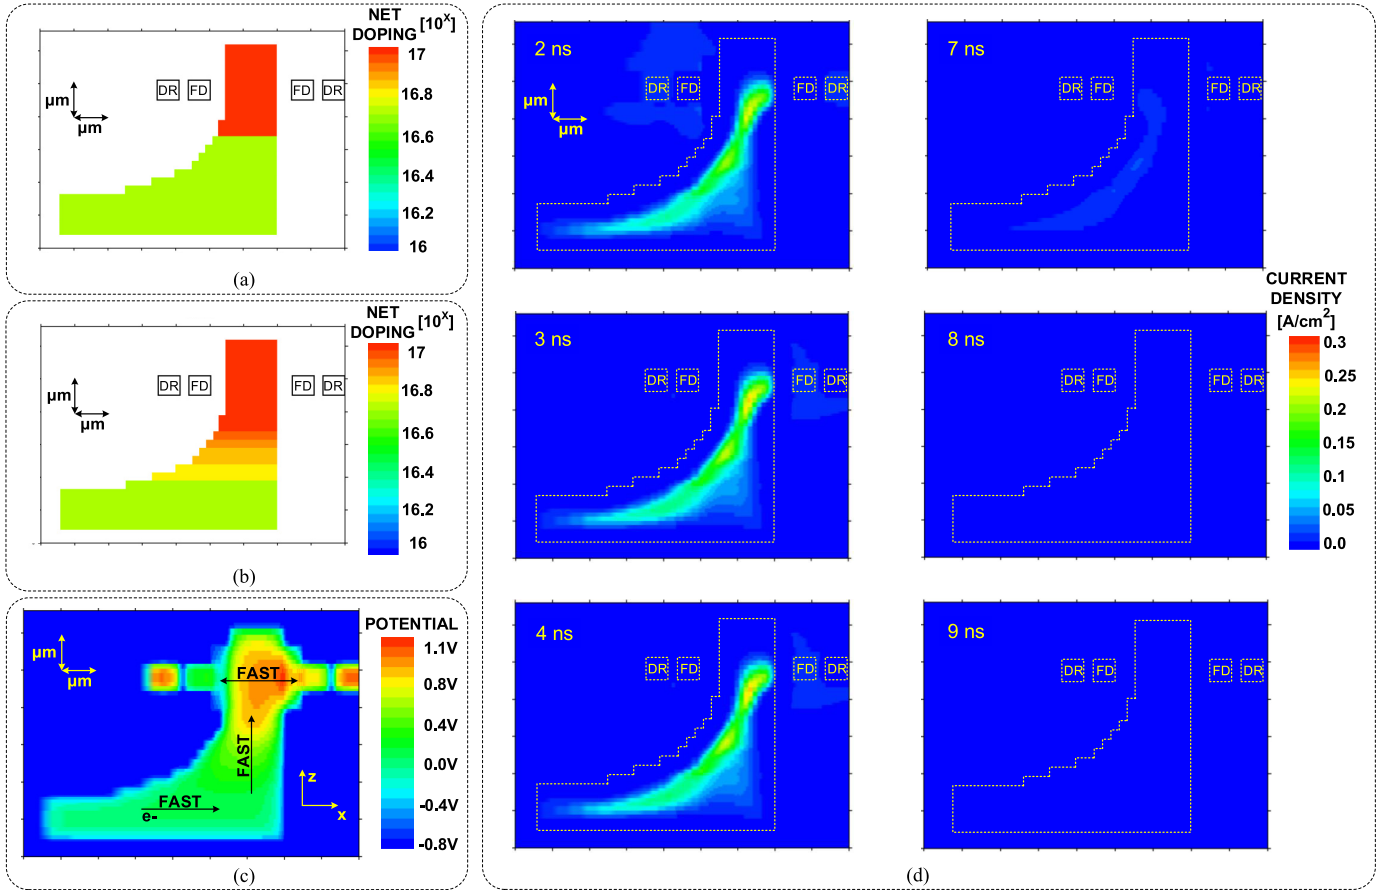 NET
DOPING [10^X]
17
16.8
16.6
16.4
16.2
16
µm
µm
DR FD FD DR
(a)
NET
DOPING [10^X]
17
16.8
16.6
16.4
16.2
16
µm
µm
DR FD FD DR
(b)
POTENTIAL
1.1V
0.8V
0.4V
0.0V
-0.4V
-0.8V
µm
µm
FAST
FAST
FAST
e-
z
x
(c)
2 ns
µm
µm
DR FD FD DR
7 ns
DR FD FD DR
3 ns
DR FD FD DR
8 ns
DR FD FD DR
4 ns
DR FD FD DR
9 ns
DR FD FD DR
CURRENT
DENSITY
[A/cm²]
0.3
0.25
0.2
0.15
0.1
0.05
0.0
(d)